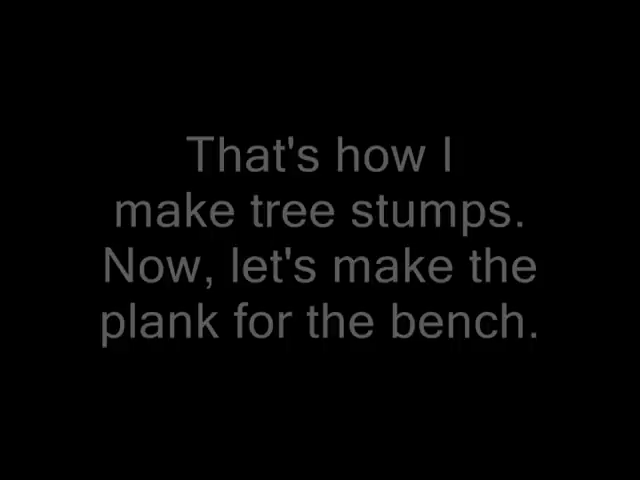 That's how I
make tree stumps.
Now, let's make the
plank for the bench.